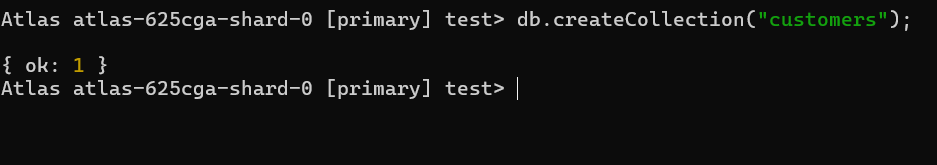 Atlas atlas-625cga-shard-0 [primary] test> db.createCollection("customers");
{ ok: 1 }
Atlas atlas-625cga-shard-0 [primary] test>